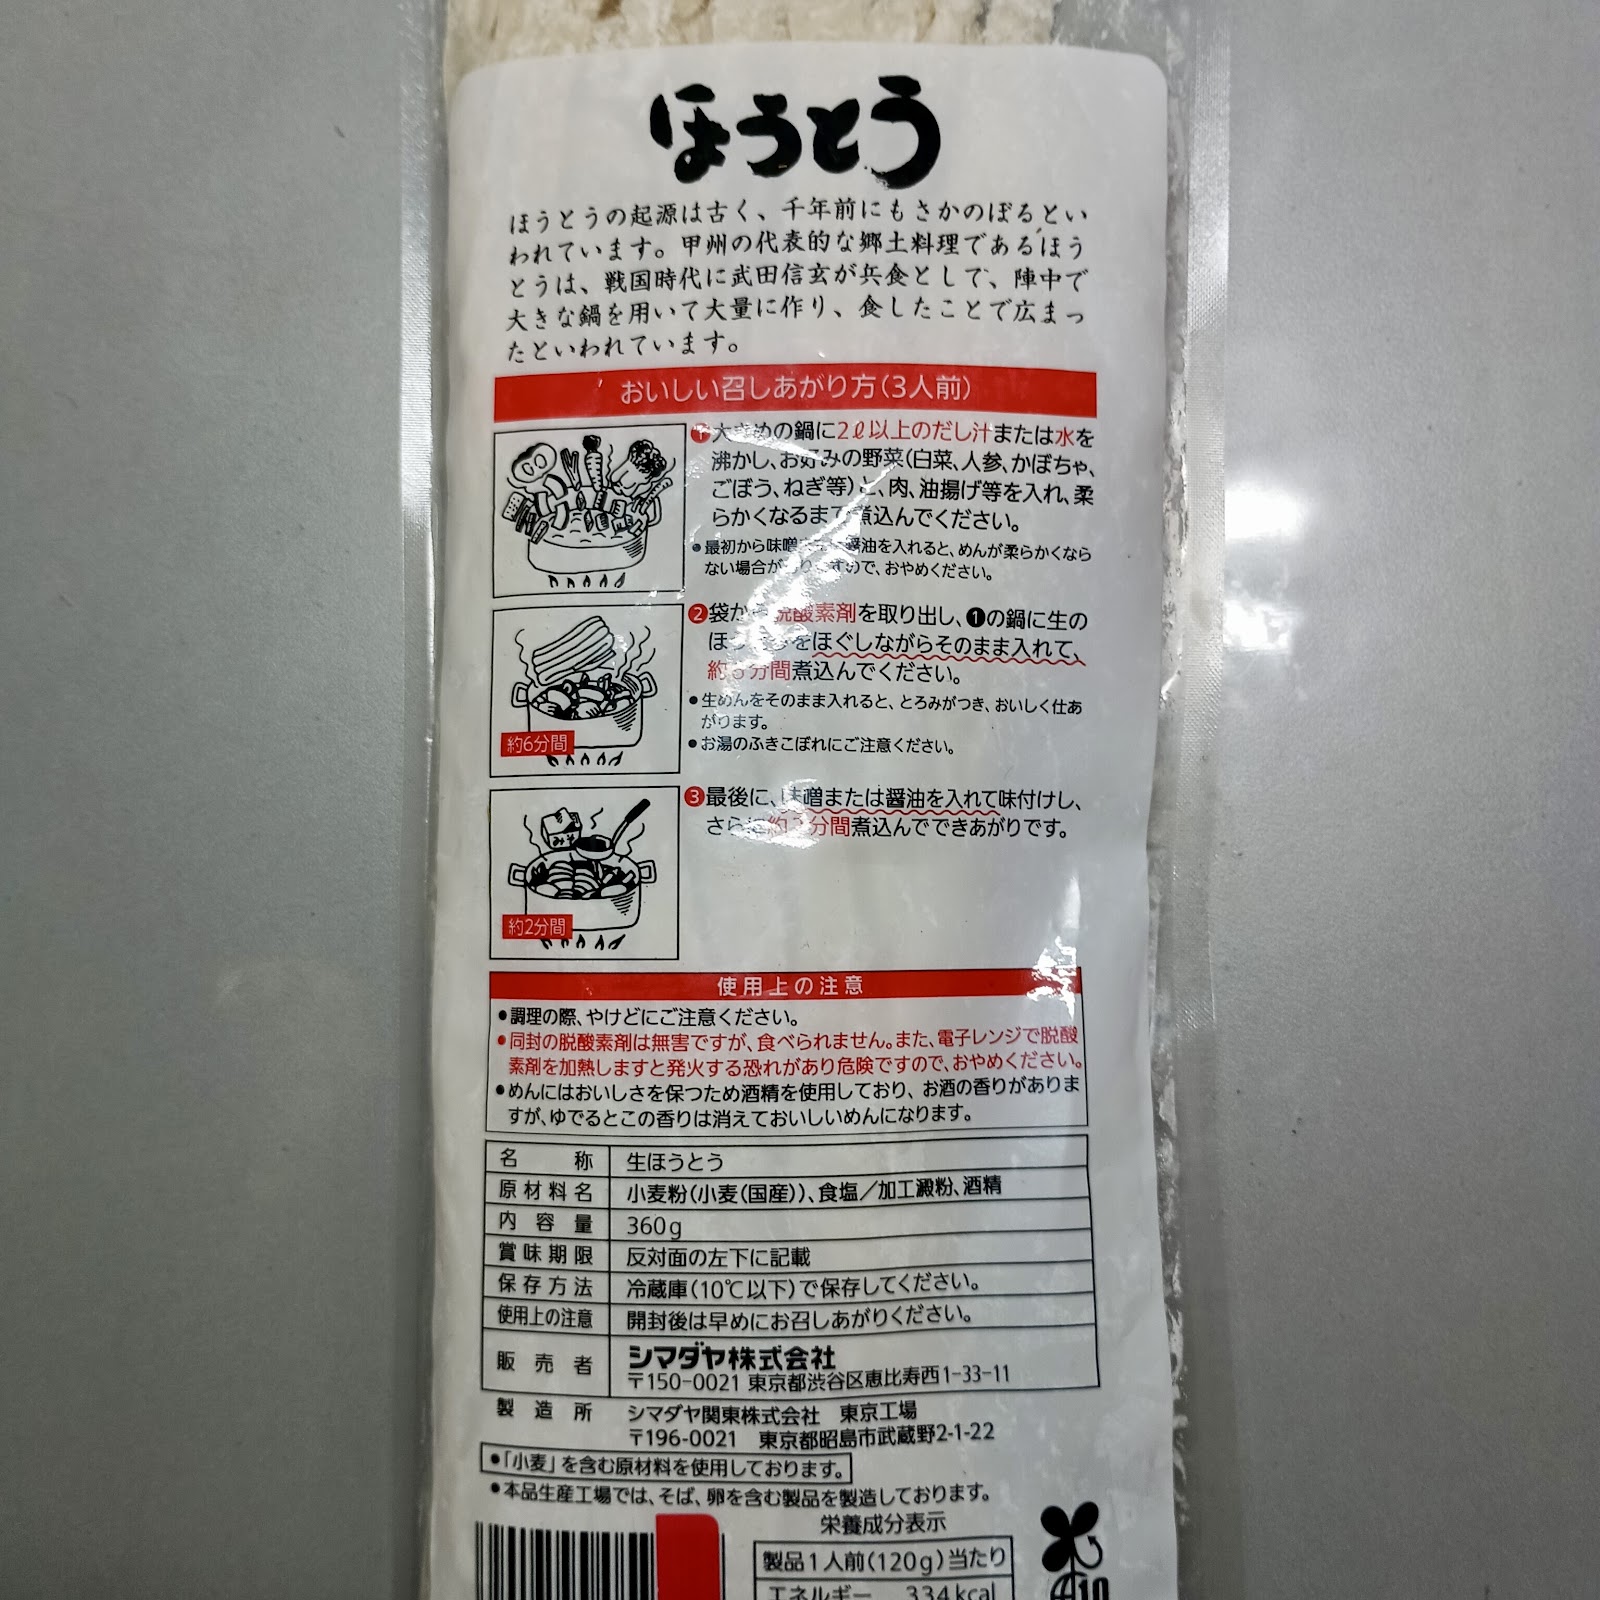 ほうとう
ほうとうの起源は古く、千年前にもさかのぼるとい
われています。甲州の代表的な郷土料理であるほう
とうは、戦国時代に武田信玄が兵食として、陣中で
大きな鍋を用いて大量に作り、食したことで広まっ
たといわれています。
おいしい召しあがり方(3人前)
❶大きめの鍋に2ℓ以上のだし汁または水を
沸かし、お好みの野菜(白菜、人参、かぼちゃ、
ごぼう、ねぎ等)と、肉、油揚げ等を入れ、柔
らかくなるまで煮込んでください。
●最初から味噌または醤油を入れると、めんが柔らかくなら
ない場合がありますので、おやめください。
❷袋から脱酸素剤を取り出し、❶の鍋に生の
ほうとうをほぐしながらそのまま入れて、
約6分間煮込んでください。
●生めんをそのまま入れると、とろみがつき、おいしく仕あ
がります。
●お湯のふきこぼれにご注意ください。
約6分間
❸最後に、味噌または醤油を入れて味付けし、
さらに約2分間煮込んでできあがりです。
みそ
約2分間
使用上の注意
●調理の際、やけどにご注意ください。
●同封の脱酸素剤は無害ですが、食べられません。また、電子レンジで脱酸
素剤を加熱しますと発火する恐れがあり危険ですので、おやめください。
●めんにはおいしさを保つため酒精を使用しており、お酒の香りがありま
すが、ゆでるとこの香りは消えておいしいめんになります。
名称 生ほうとう
原材料名 小麦粉(小麦(国産))、食塩/加工澱粉、酒精
内容量 360g
賞味期限 反対面の左下に記載
保存方法 冷蔵庫(10℃以下)で保存してください。
使用上の注意 開封後は早めにお召しあがりください。
販売者 シマダヤ株式会社
〒150-0021 東京都渋谷区恵比寿西1-33-11
製造所 シマダヤ関東株式会社 東京工場
〒196-0021 東京都昭島市武蔵野2-1-22
●「小麦」を含む原材料を使用しております。
●本品生産工場では、そば、卵を含む製品を製造しております。
栄養成分表示
製品1人前(120g)当たり
エネルギー 334kcal